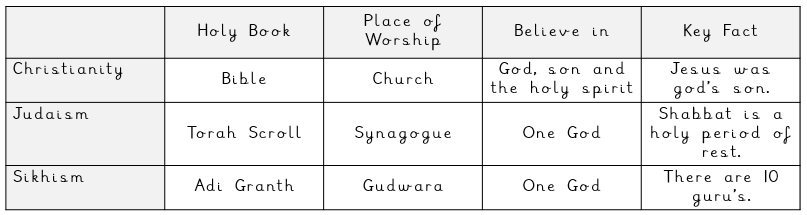 Holy Book
Place of
Worship
Believe in
Key Fact
Christianity
Bible
Church
God, son and
the holy spirit
Jesus was
god's son.
Judaism
Torah Scroll
Synagogue
One God
Shabbat is a
holy period of
rest.
Sikhism
Adi Granth
Gudwara
One God
There are 10
guru's.